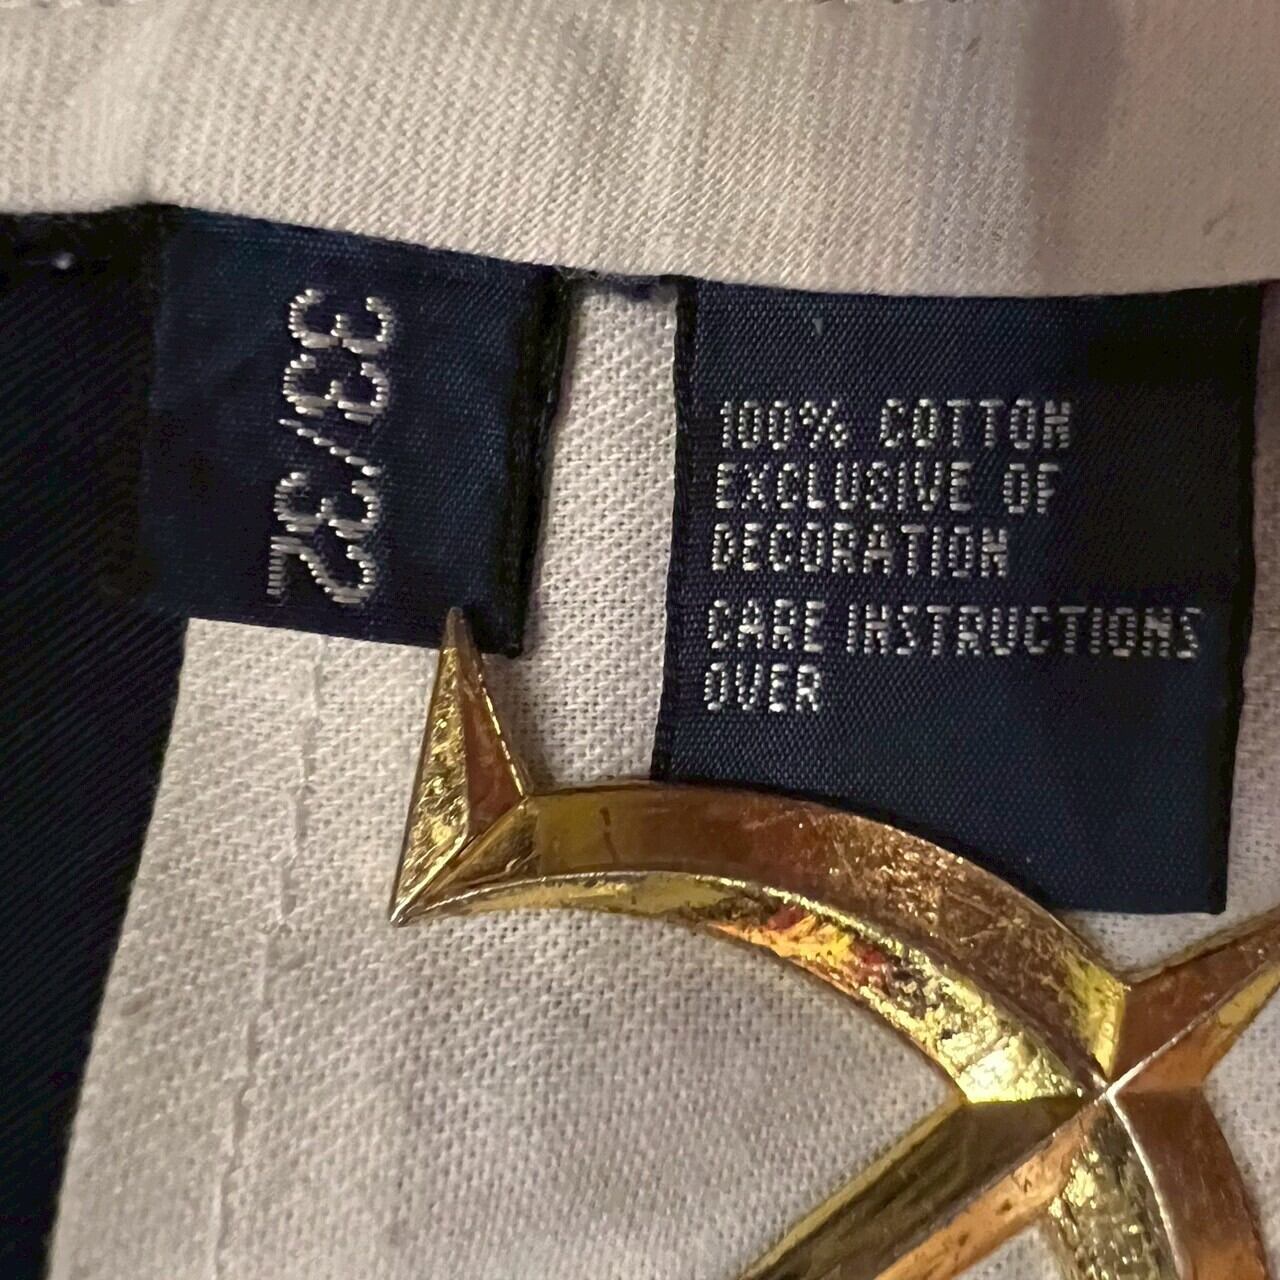 33/32
100% COTTON
EXCLUSIVE OF
DECORATION
CARE INSTRUCTIONS
OVER